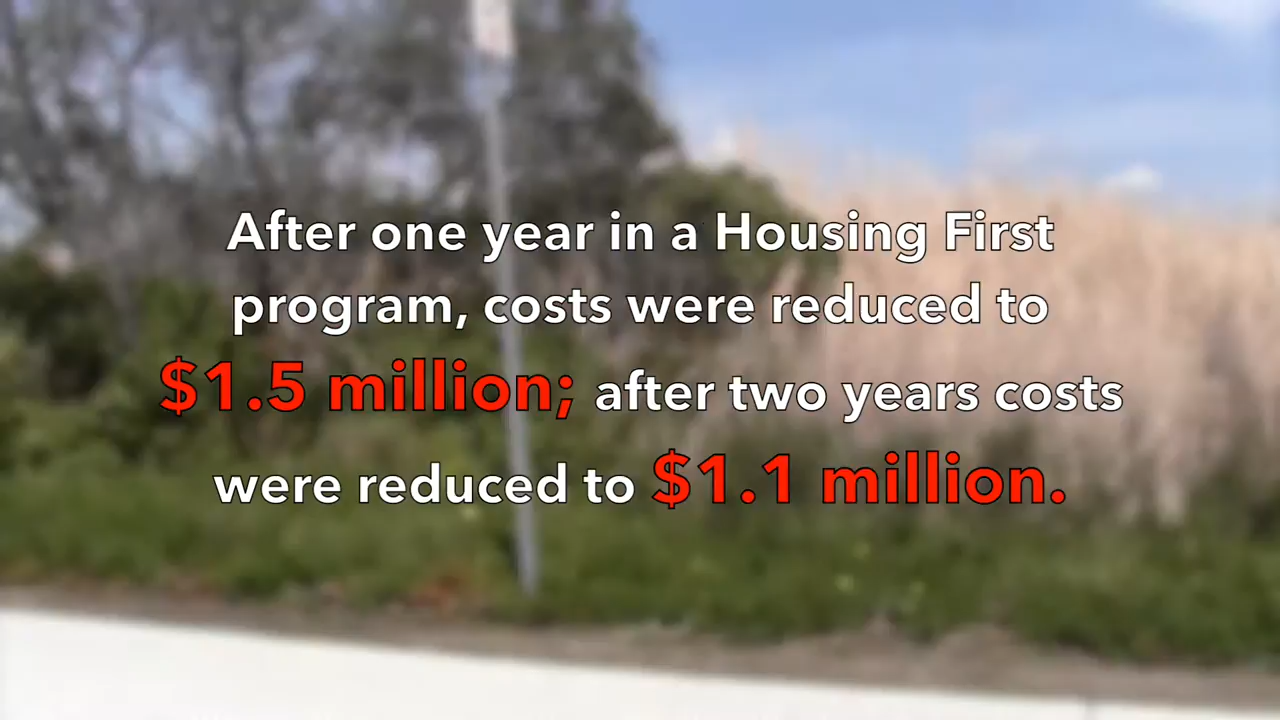 After one year in a Housing First
program, costs were reduced to
$1.5 million; after two years costs
were reduced to $1.1 million.